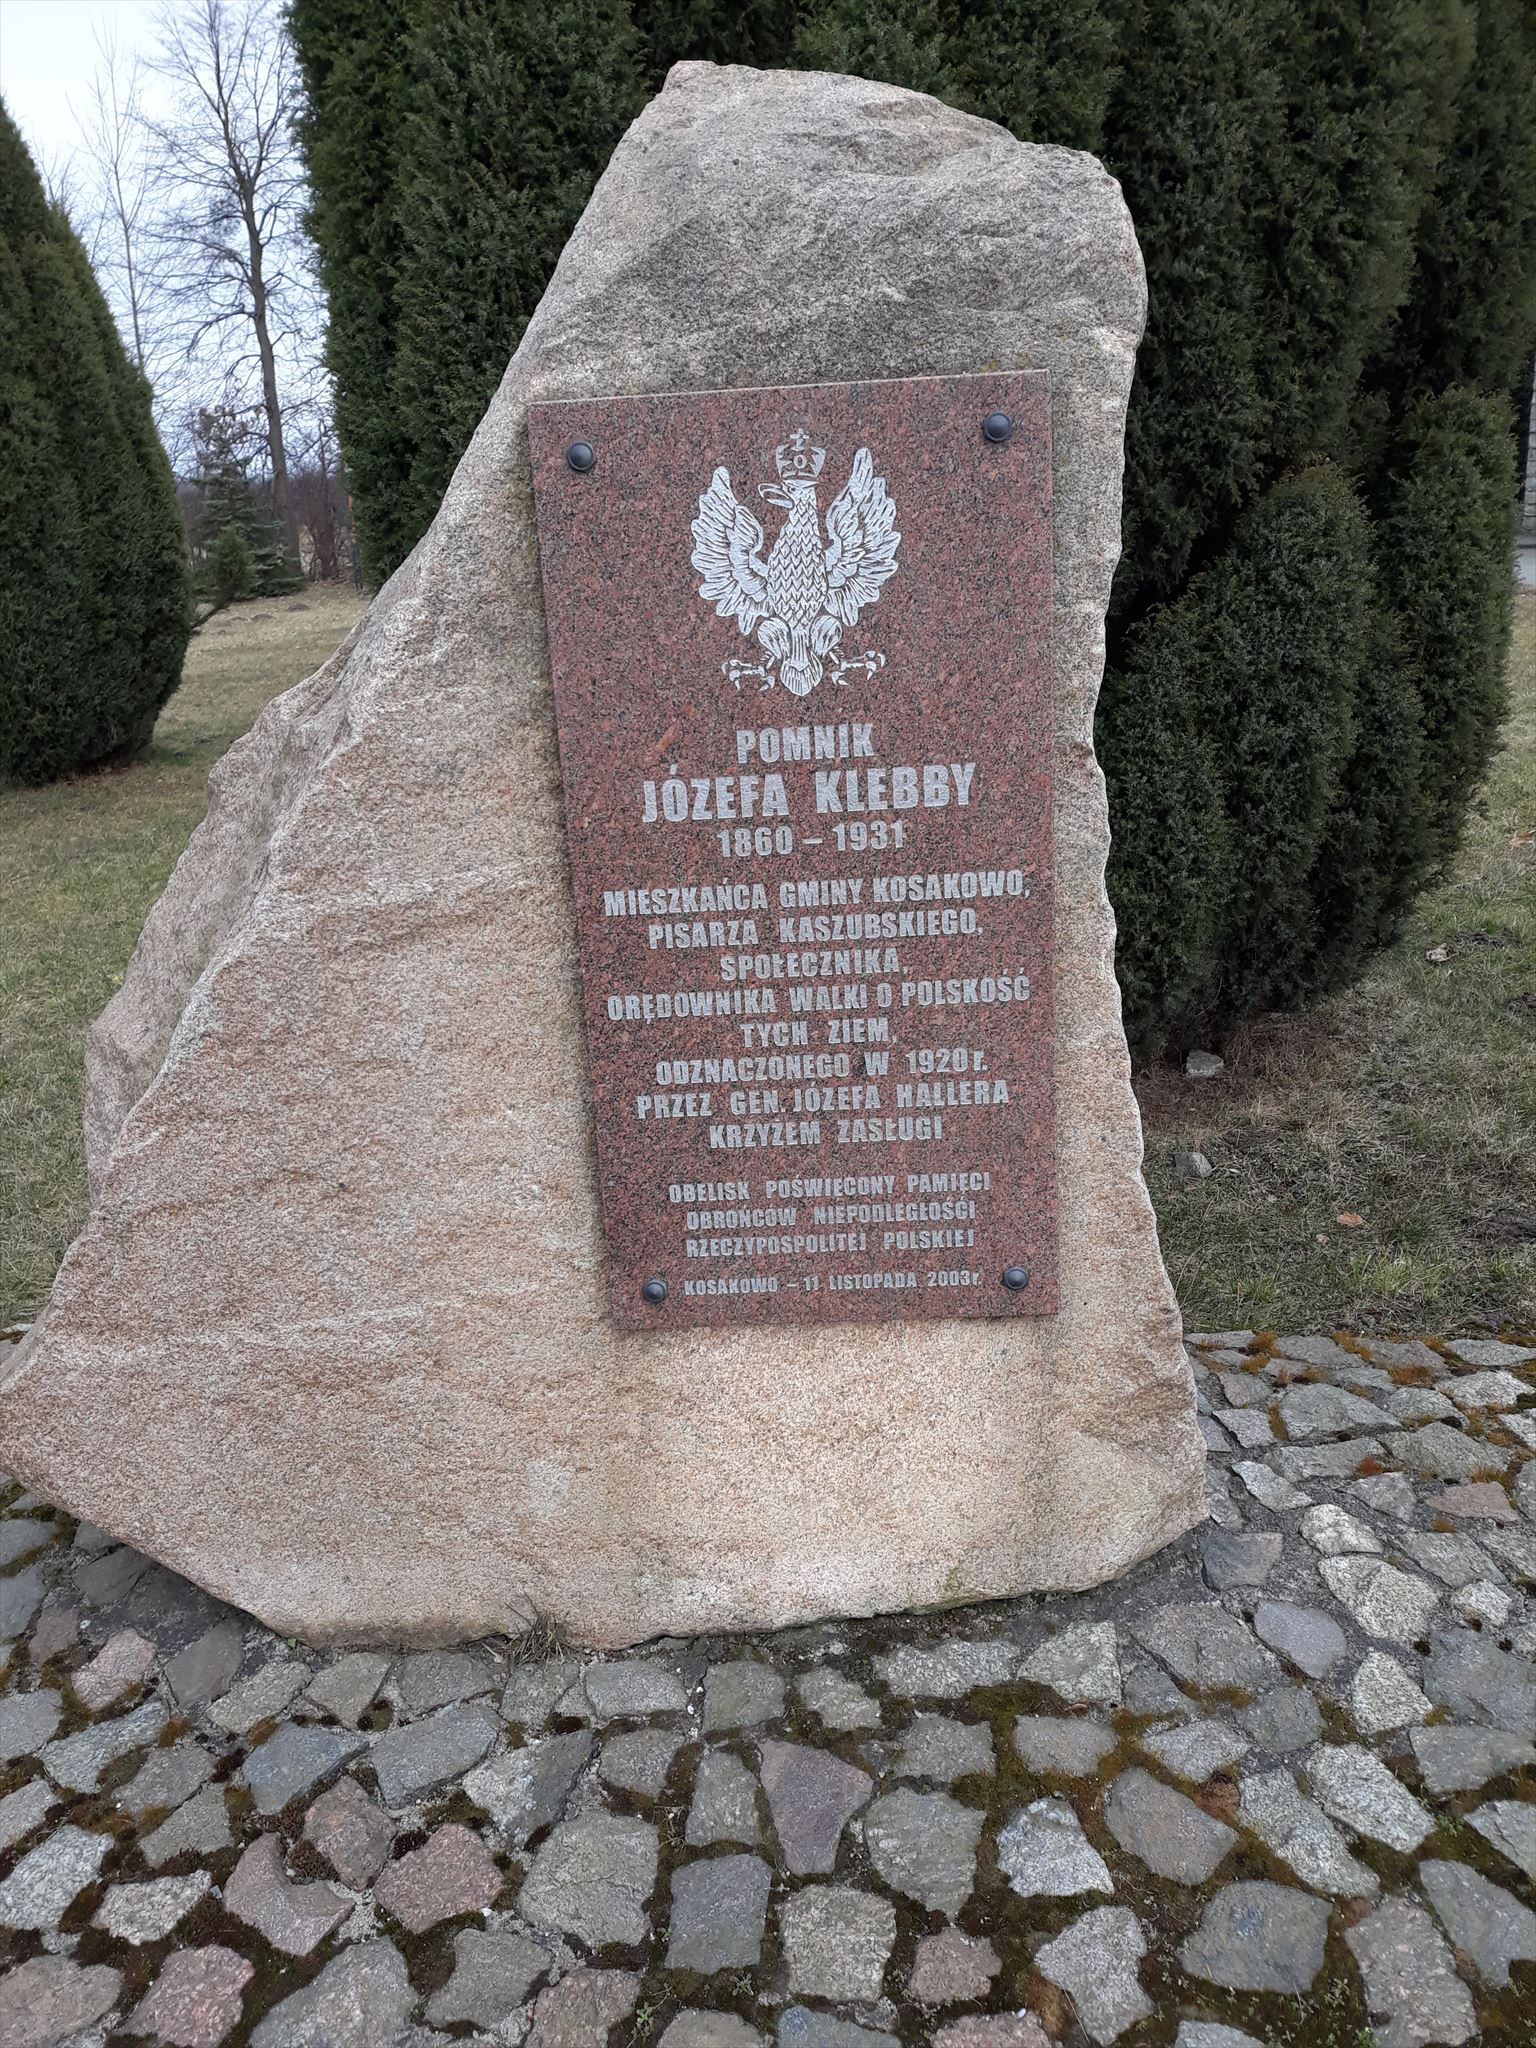 POMNIK
JÓZEFA KLEBBY
1860 – 1931
MIESZKAŃCA GMINY KOSAKOWO,
PISARZA KASZUBSKIEGO,
SPOŁECZNIKA,
ORĘDOWNIKA WALKI O POLSKOŚĆ
TYCH ZIEM,
ODZNACZONEGO W 1920 r.
PRZEZ GEN. JÓZEFA HALLERA
KRZYŻEM ZASŁUGI
OBELISK POŚWIĘCONY PAMIĘCI
OBROŃCÓW NIEPODLEGŁOŚCI
RZECZYPOSPOLITEJ POLSKIEJ
KOSAKOWO – 11 LISTOPADA 2003 r.